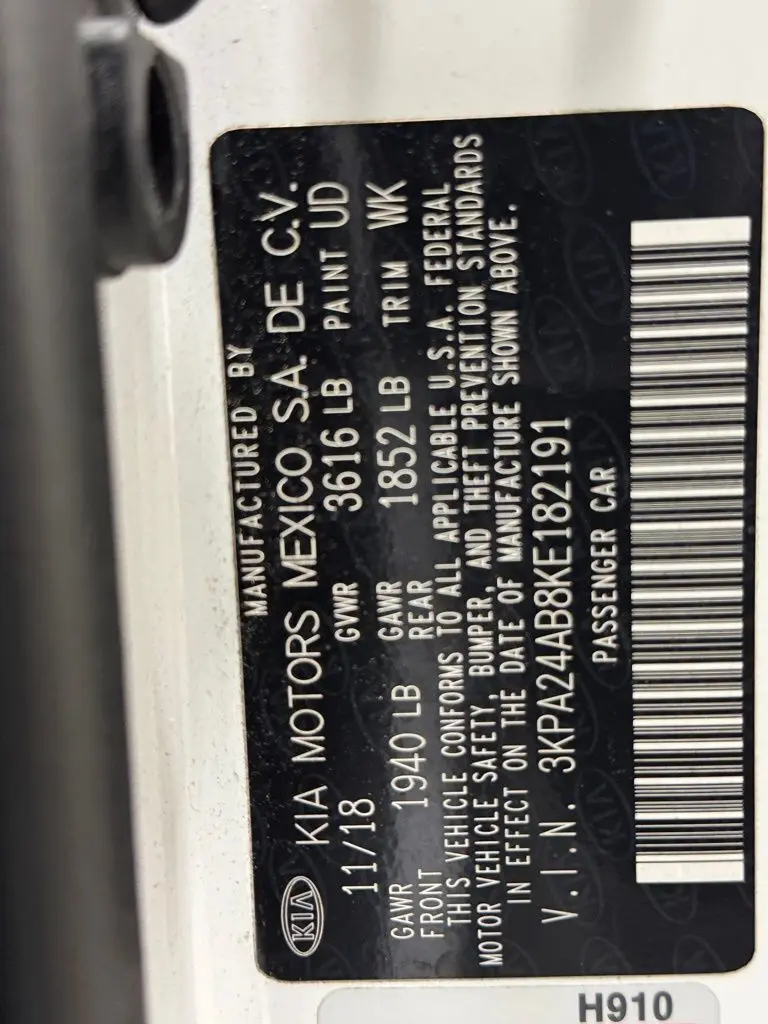 MANUFACTURED BY
KIA KIA MOTORS MEXICO S.A. DE C.V.
11/18 GVWR 3616 LB PAINT UD
GAWR FRONT 1940 LB GAWR REAR 1852 LB TRIM WK
THIS VEHICLE CONFORMS TO ALL APPLICABLE U.S.A. FEDERAL
MOTOR VEHICLE SAFETY, BUMPER, AND THEFT PREVENTION STANDARDS
IN EFFECT ON THE DATE OF MANUFACTURE SHOWN ABOVE.
V.I.N. 3KPA24AB8KE182191
PASSENGER CAR
H910